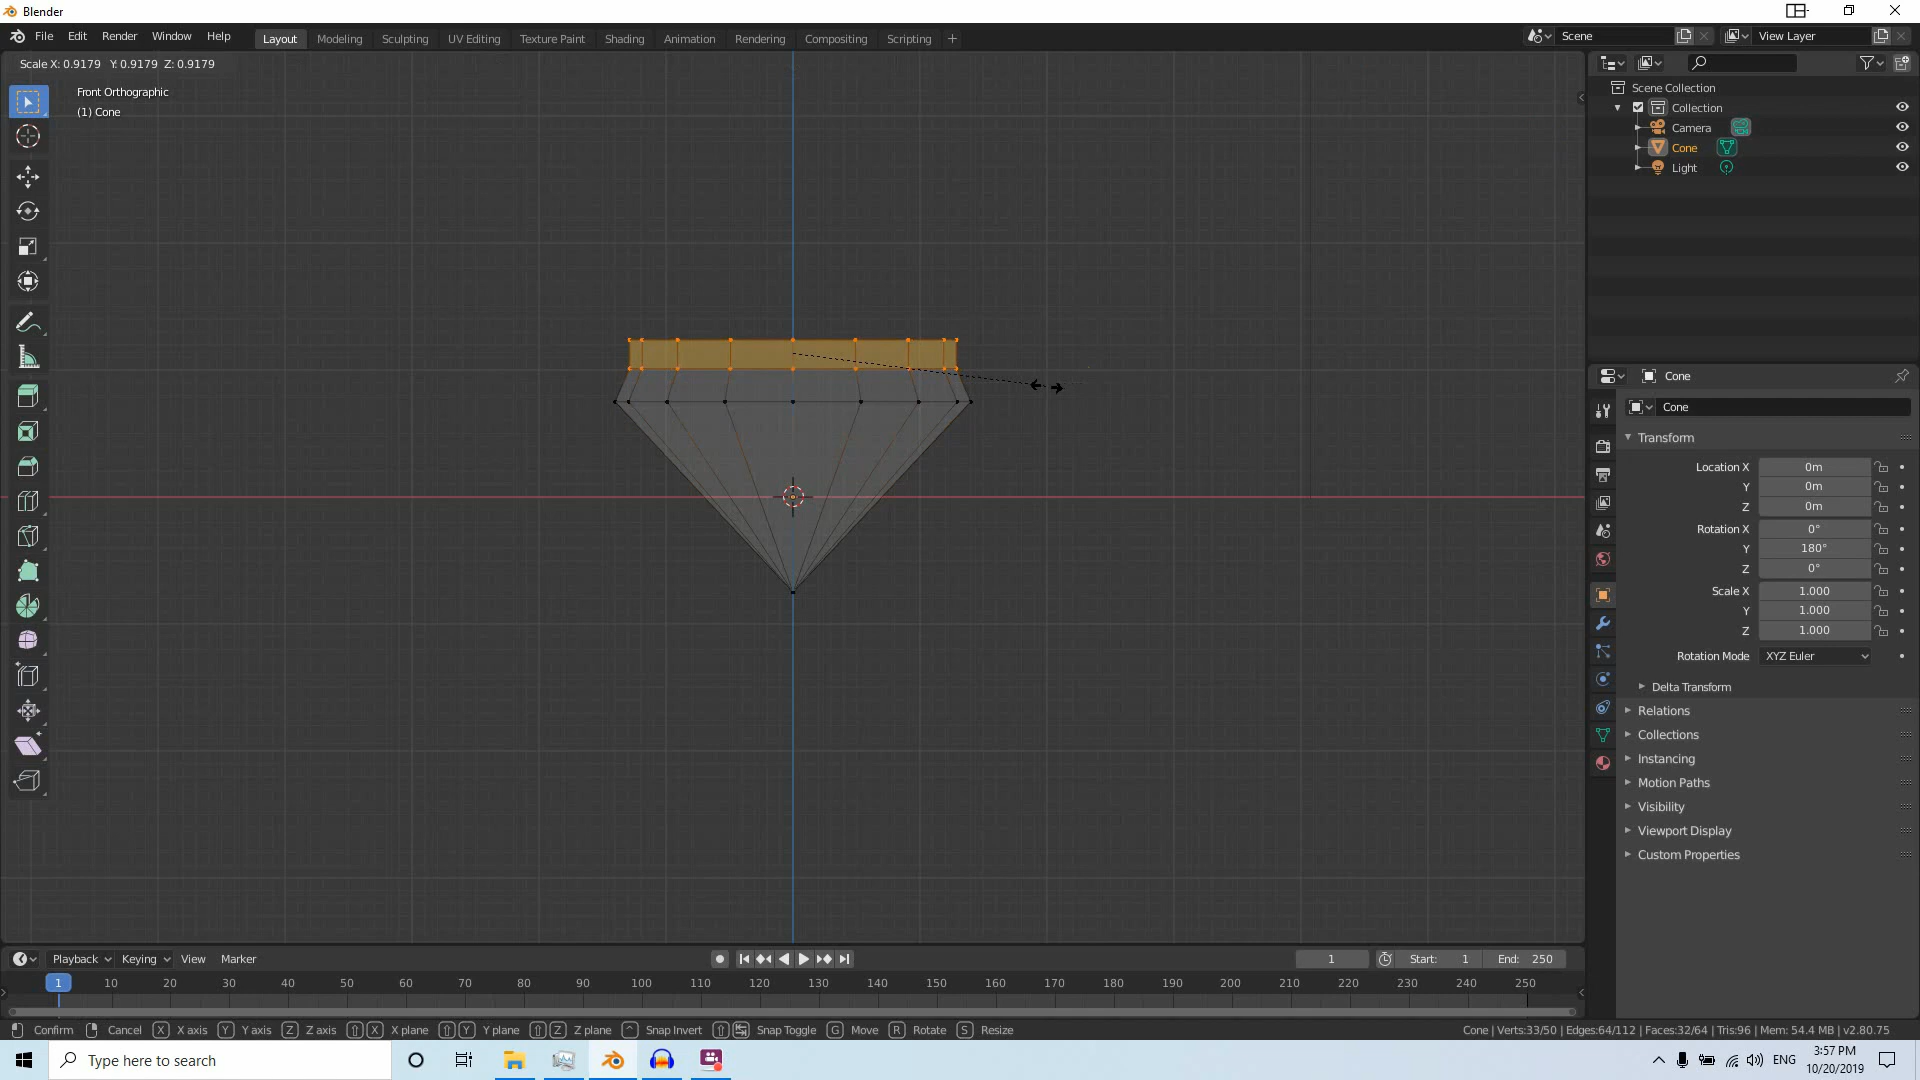 Blender
File Edit Render Window Help
Layout Modeling Sculpting UV Editing Texture Paint Shading Animation Rendering Compositing Scripting
Scene
View Layer
Scale X: 0.9179 Y: 0.9179 Z: 0.9179
Front Orthographic
(1) Cone
Scene Collection
Collection
Camera
Cone
Light
Cone
Cone
Transform
Location X 0m
Y 0m
Z 0m
Rotation X 0°
Y 180°
Z 0°
Scale X 1.000
Y 1.000
Z 1.000
Rotation Mode XYZ Euler
Delta Transform
Relations
Collections
Instancing
Motion Paths
Visibility
Viewport Display
Custom Properties
Playback Keying View Marker
1 Start: 1 End: 250
1 10 20 30 40 50 60 70 80 90 100 110 120 130 140 150 160 170 180 190 200 210 220 230 240 250
Confirm Cancel X X axis Y Y axis Z Z axis X X plane Y Y plane Z Z plane Snap Invert Snap Toggle G Move R Rotate S Resize
Cone | Verts:33/50 | Edges:64/112 | Faces:32/64 | Tris:96 | Mem: 54.4 MB | v2.80.75
Type here to search
ENG
3:57 PM
10/20/2019